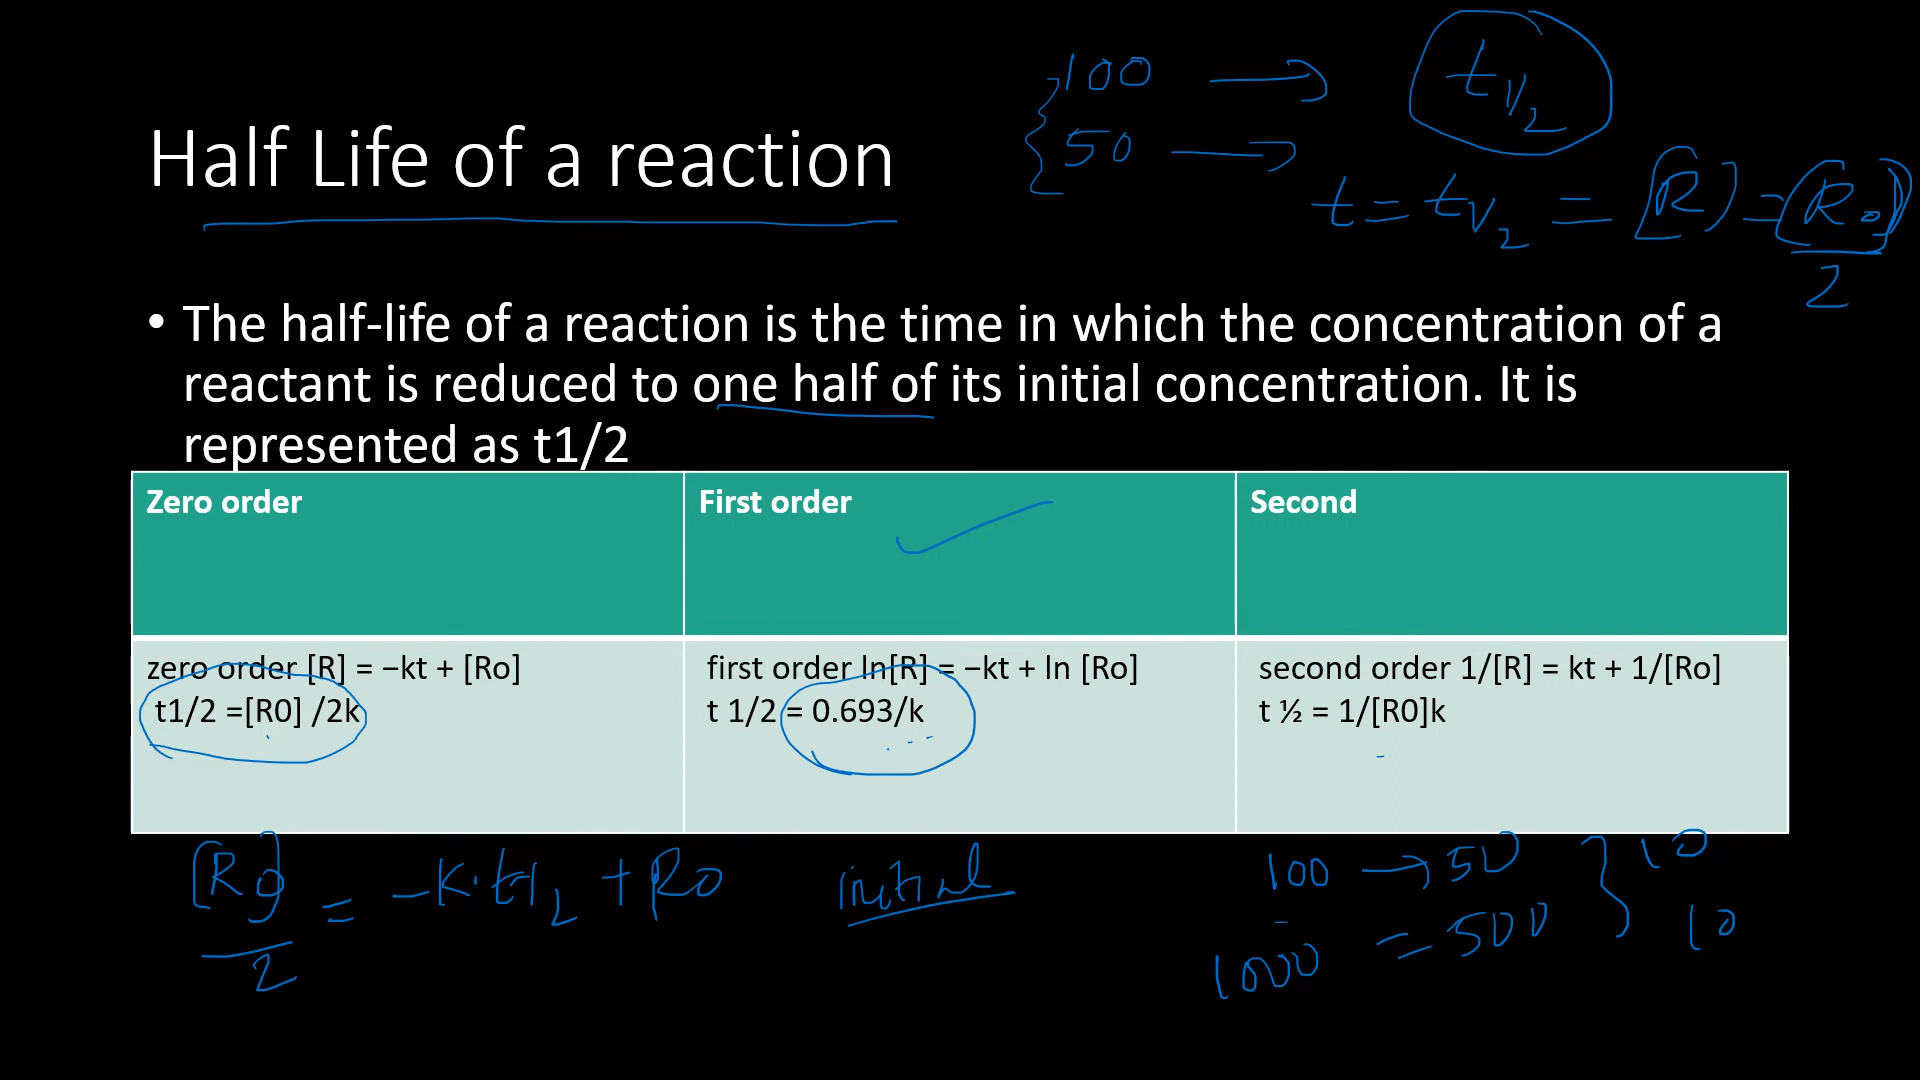 100 → t1/2
50 →
t = t1/2 = [R] = [Ro]/2
Half Life of a reaction
• The half-life of a reaction is the time in which the concentration of a
reactant is reduced to one half of its initial concentration. It is
represented as t1/2
Zero order
First order
Second
zero order [R] = −kt + [Ro]
t1/2 =[R0] /2k
first order ln[R] = −kt + ln [Ro]
t 1/2 = 0.693/k
second order 1/[R] = kt + 1/[Ro]
t ½ = 1/[R0]k
[Ro]/2 = −K·t1/2 + Ro
initial
100 → 50 } 10
1000 = 500 10